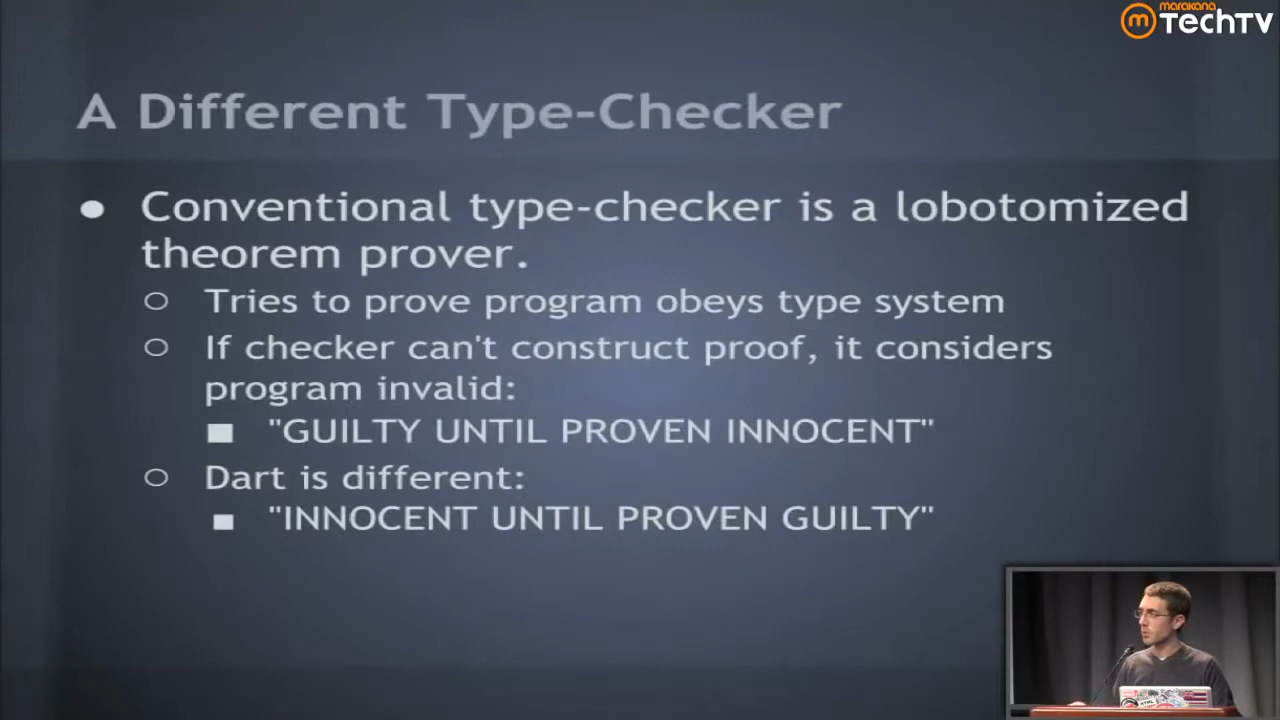 marakana
TechTV
A Different Type-Checker
Conventional type-checker is a lobotomized
theorem prover.
Tries to prove program obeys type system
If checker can't construct proof, it considers
program invalid:
"GUILTY UNTIL PROVEN INNOCENT"
Dart is different:
"INNOCENT UNTIL PROVEN GUILTY"